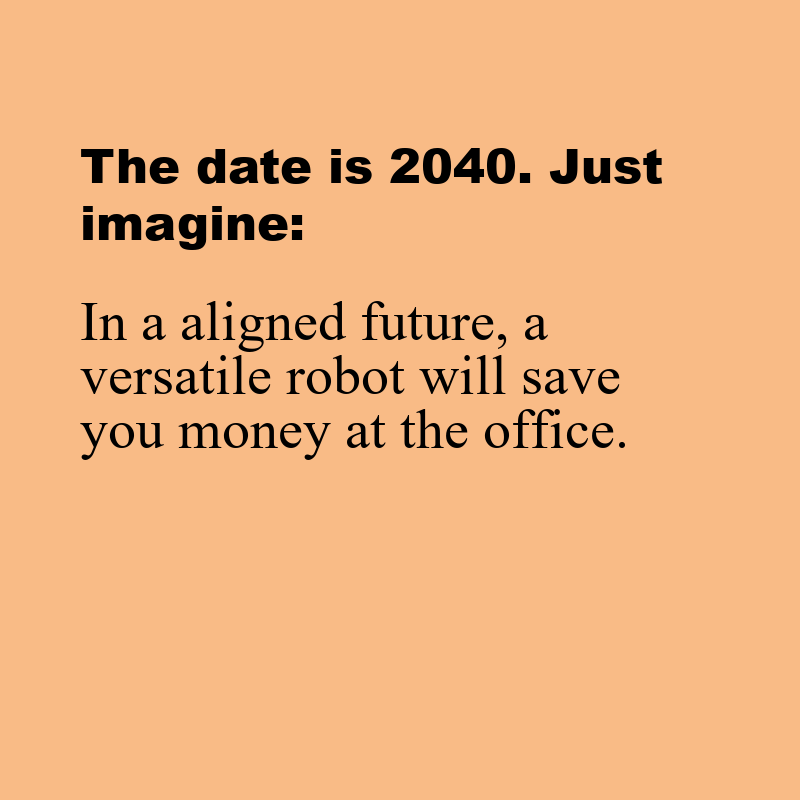 The date is 2040. Just
imagine:
In a aligned future, a
versatile robot will save
you money at the office.